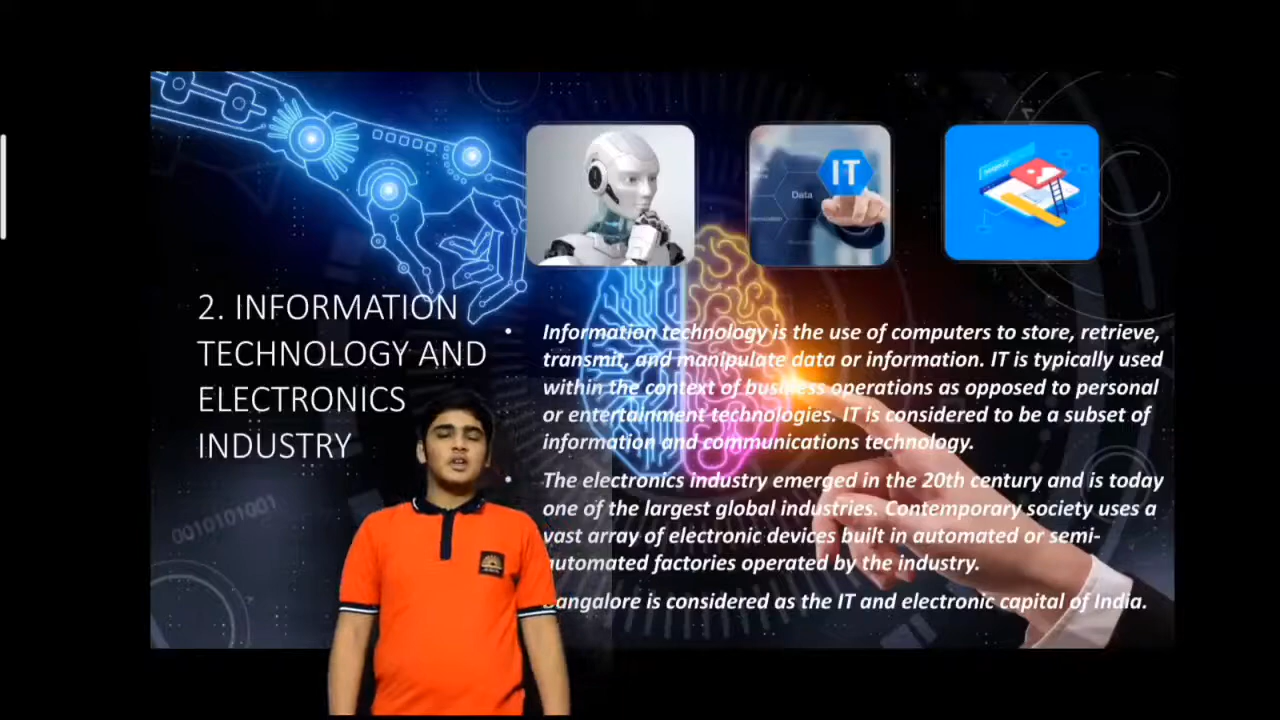 IT
Data
2. INFORMATION
TECHNOLOGY AND
ELECTRONICS
INDUSTRY
• Information technology is the use of computers to store, retrieve,
transmit, and manipulate data or information. IT is typically used
within the context of business operations as opposed to personal
or entertainment technologies. IT is considered to be a subset of
information and communications technology.
• The electronics industry emerged in the 20th century and is today
one of the largest global industries. Contemporary society uses a
vast array of electronic devices built in automated or semi-
automated factories operated by the industry.
Bangalore is considered as the IT and electronic capital of India.
0010101001